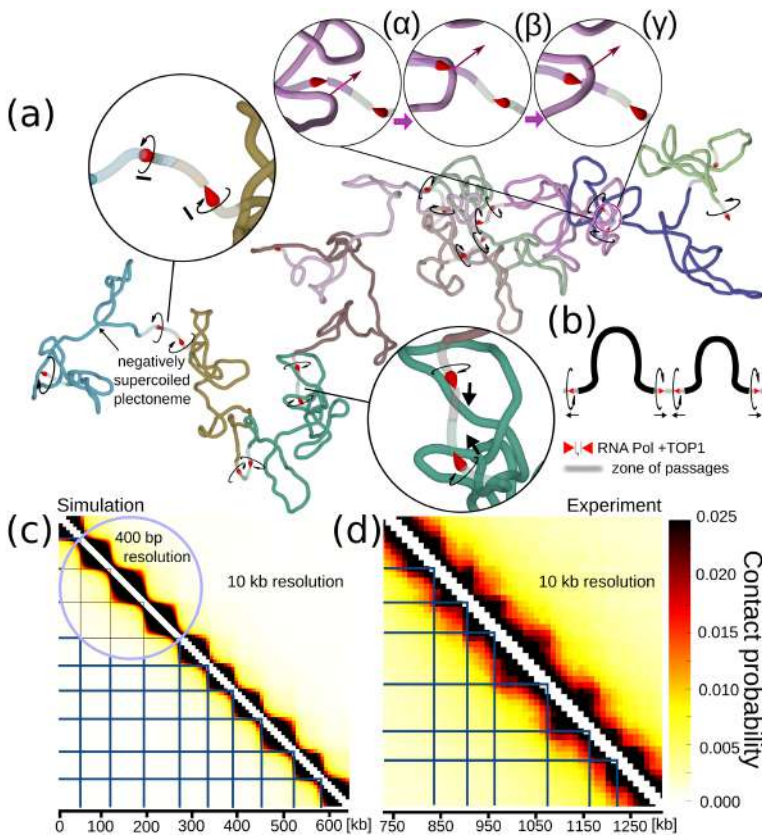 (α)
(β)
(γ)
(a)
negatively
supercoiled
plectoneme
(b)
RNA Pol +TOP1
zone of passages
Simulation
Experiment
(c)
400 bp
resolution
10 kb resolution
(d)
10 kb resolution
0.025
0.020
0.015
0.010
0.005
0.000
Contact probability
0 100 200 300 400 500 600 [kb]
750 850 950 1050 1150 1250 [kb]